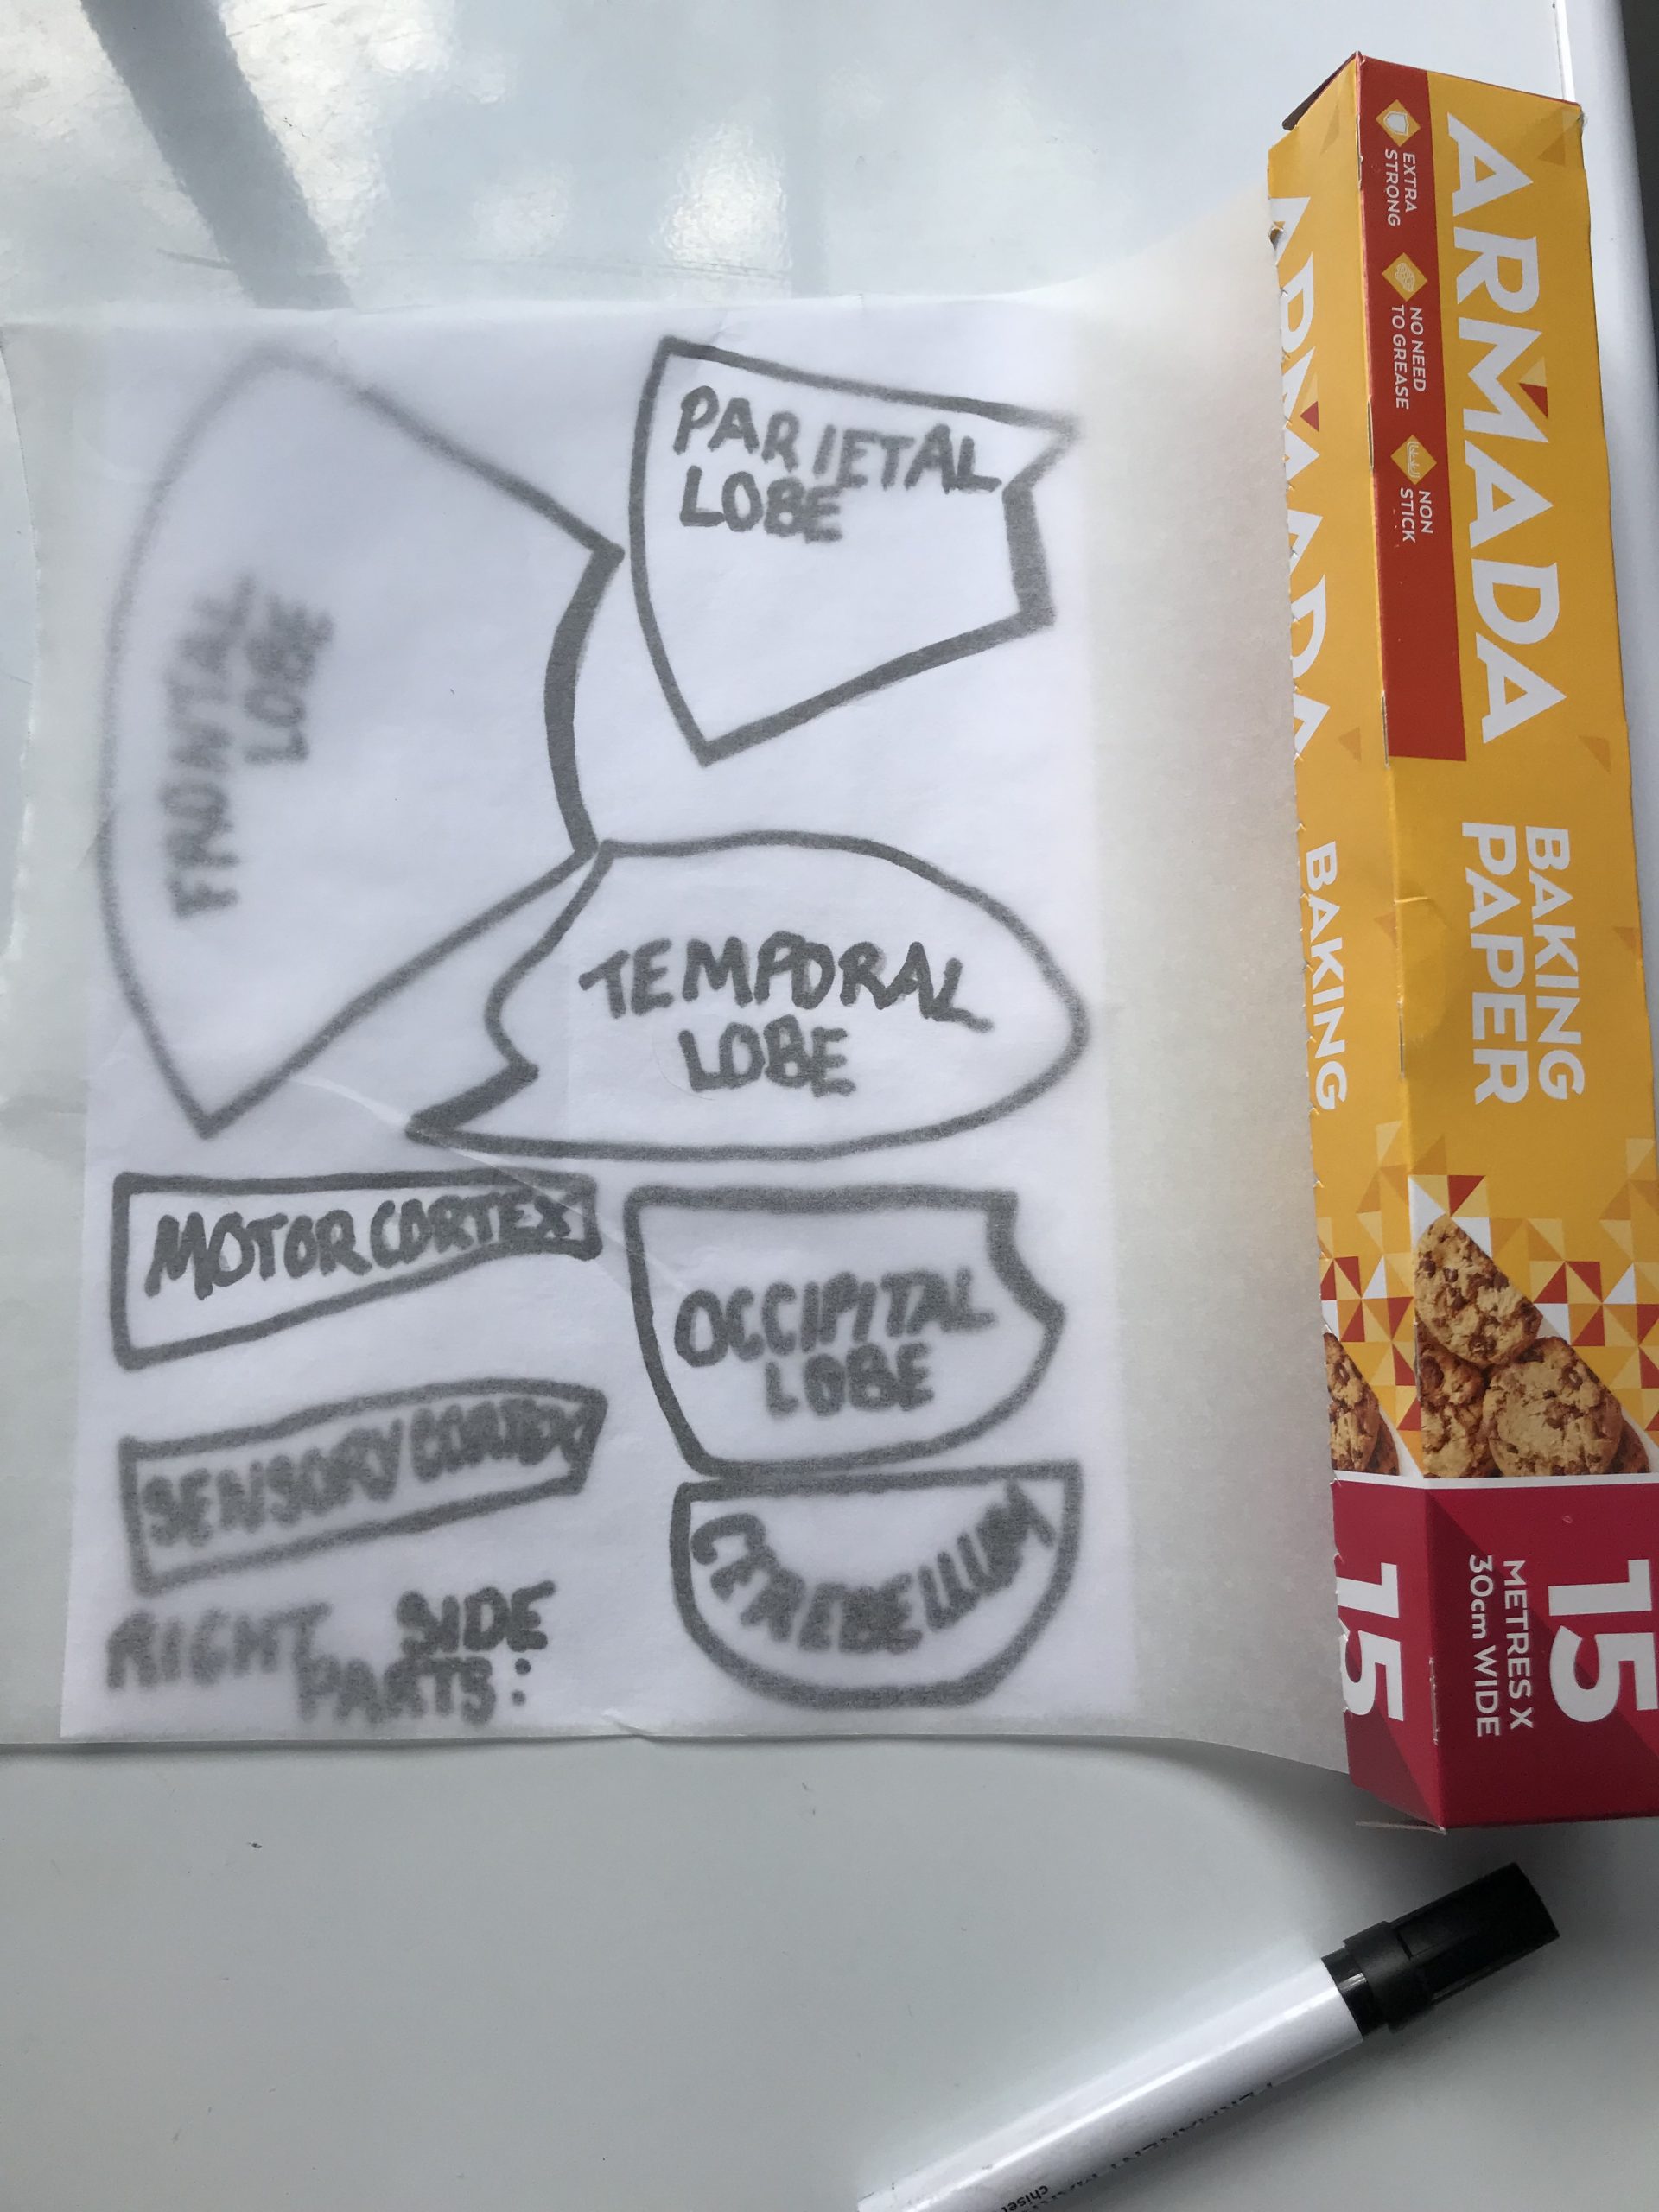 PARIETAL
LOBE
FRONTAL
LOBE
TEMPORAL
LOBE
MOTOR CORTEX
OCCIPITAL
LOBE
SENSORY CORTEX
CEREBELLUM
RIGHT SIDE
PARTS:
ARMADA
BAKING
PAPER
EXTRA
STRONG
NO NEED
TO GREASE
NON
STICK
15
METRES X
30cm WIDE
ARMADA
BAKING
15